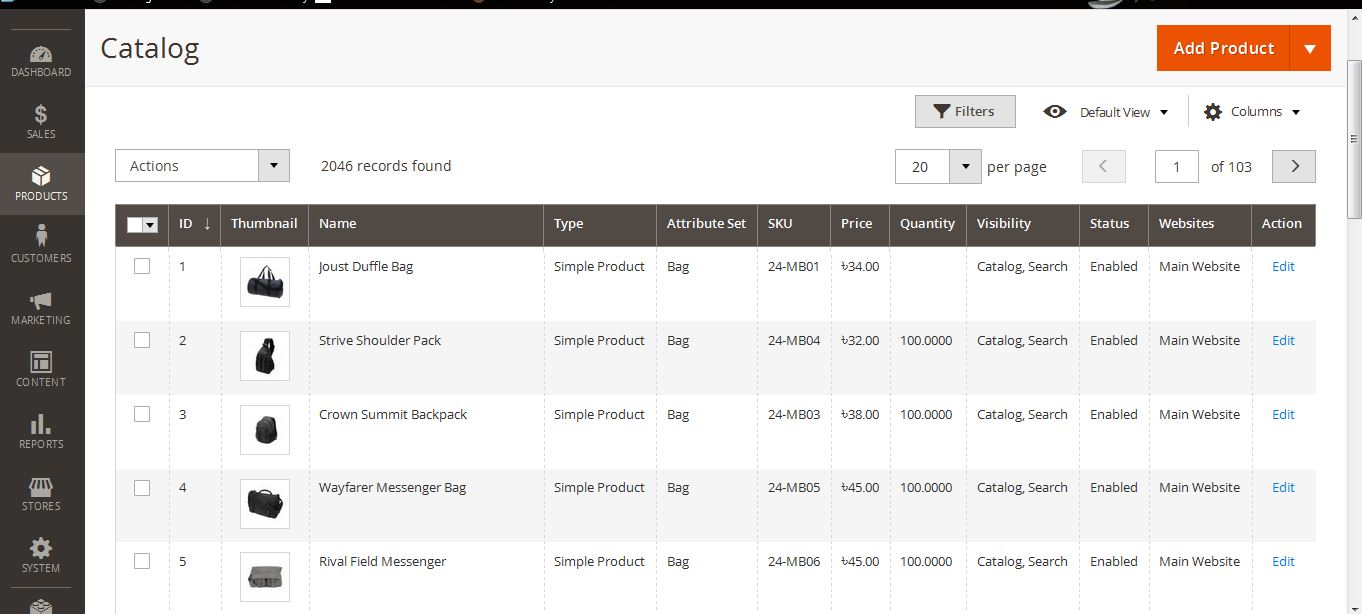 Catalog
Add Product
DASHBOARD
SALES
PRODUCTS
CUSTOMERS
MARKETING
CONTENT
REPORTS
STORES
SYSTEM
Filters Default View Columns
Actions 2046 records found 20 per page 1 of 103
ID ↓ Thumbnail Name Type Attribute Set SKU Price Quantity Visibility Status Websites Action
1 Joust Duffle Bag Simple Product Bag 24-MB01 ৳34.00 Catalog, Search Enabled Main Website Edit
2 Strive Shoulder Pack Simple Product Bag 24-MB04 ৳32.00 100.0000 Catalog, Search Enabled Main Website Edit
3 Crown Summit Backpack Simple Product Bag 24-MB03 ৳38.00 100.0000 Catalog, Search Enabled Main Website Edit
4 Wayfarer Messenger Bag Simple Product Bag 24-MB05 ৳45.00 100.0000 Catalog, Search Enabled Main Website Edit
5 Rival Field Messenger Simple Product Bag 24-MB06 ৳45.00 100.0000 Catalog, Search Enabled Main Website Edit